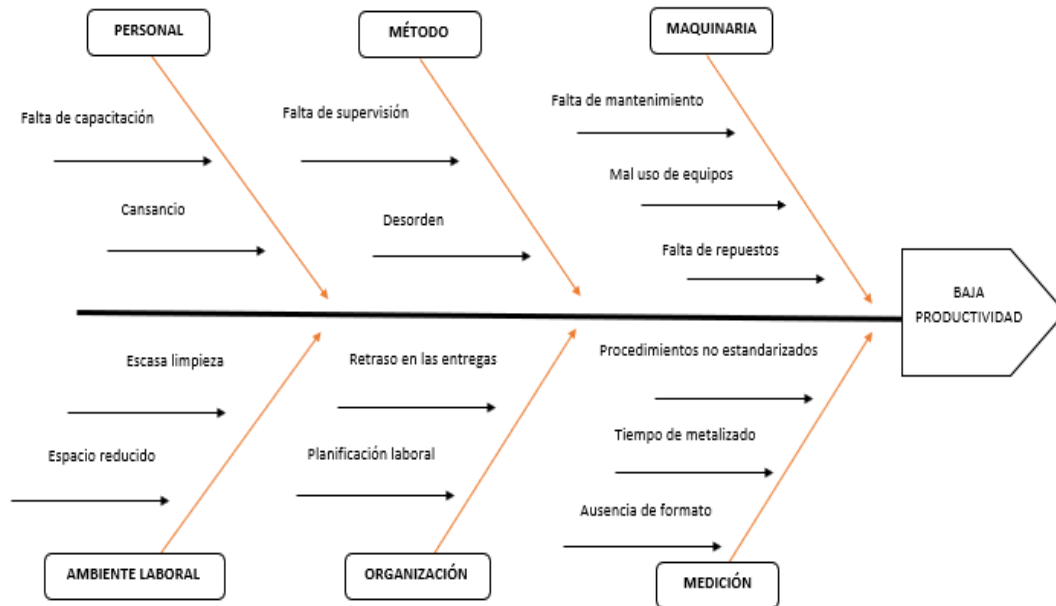 PERSONAL
MÉTODO
MAQUINARIA
Falta de capacitación
Cansancio
Falta de supervisión
Desorden
Falta de mantenimiento
Mal uso de equipos
Falta de repuestos
BAJA
PRODUCTIVIDAD
Escasa limpieza
Espacio reducido
Retraso en las entregas
Planificación laboral
Procedimientos no estandarizados
Tiempo de metalizado
Ausencia de formato
AMBIENTE LABORAL
ORGANIZACIÓN
MEDICIÓN